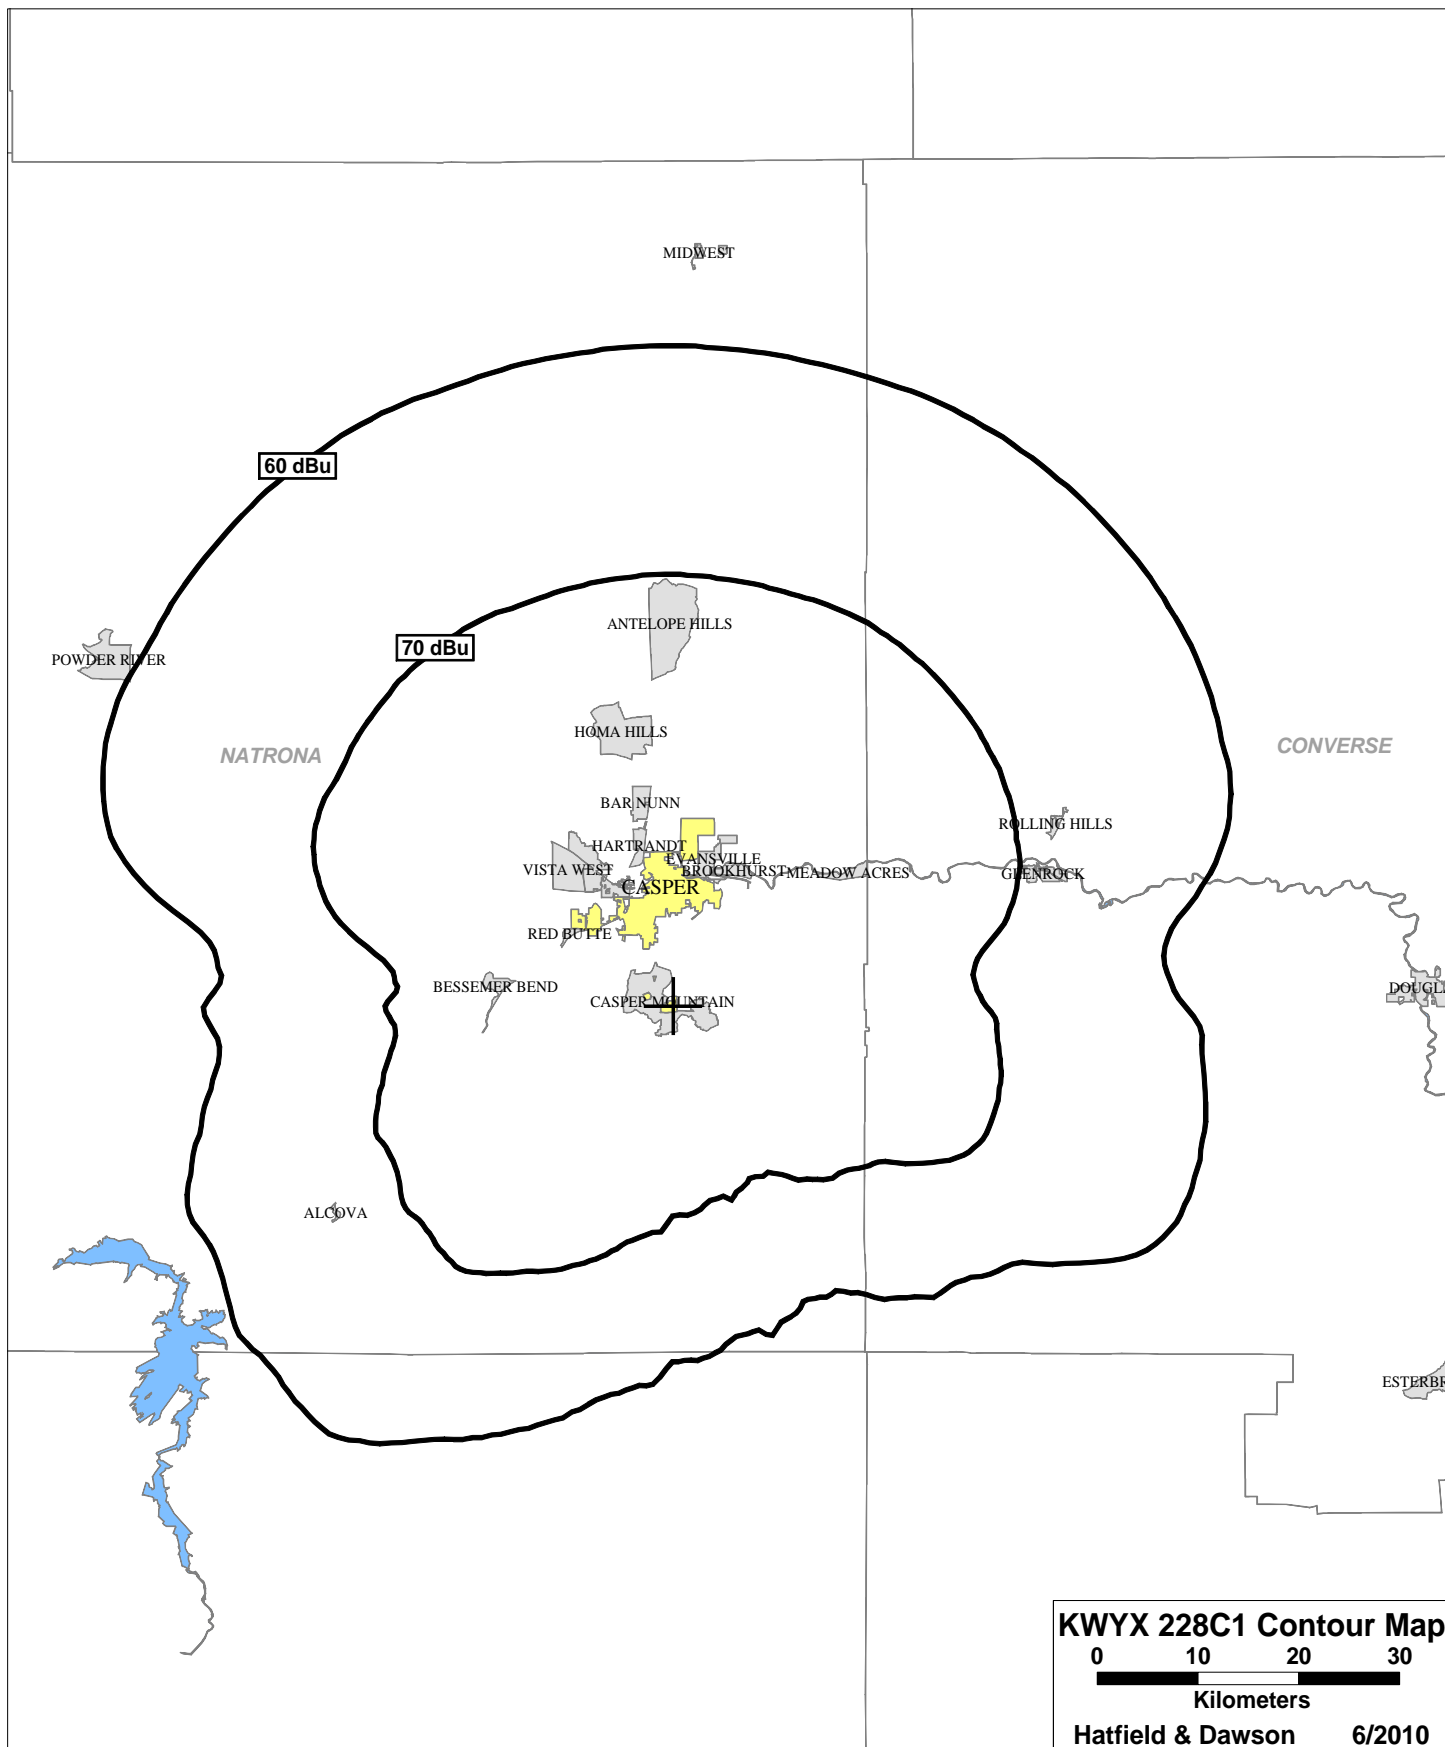 MIDWEST
60 dBu
ANTELOPE HILLS
70 dBu
POWDER RIVER
HOMA HILLS
NATRONA
CONVERSE
BAR NUNN
ROLLING HILLS
HARTRANDT
EVANSVILLE
VISTA WEST
BROOKHURST
MEADOW ACRES
GLENROCK
CASPER
RED BUTTE
BESSEMER BEND
DOUGL
CASPER MOUNTAIN
ALCOVA
ESTERBR
KWYX 228C1 Contour Map
0 10 20 30
Kilometers
Hatfield & Dawson 6/2010